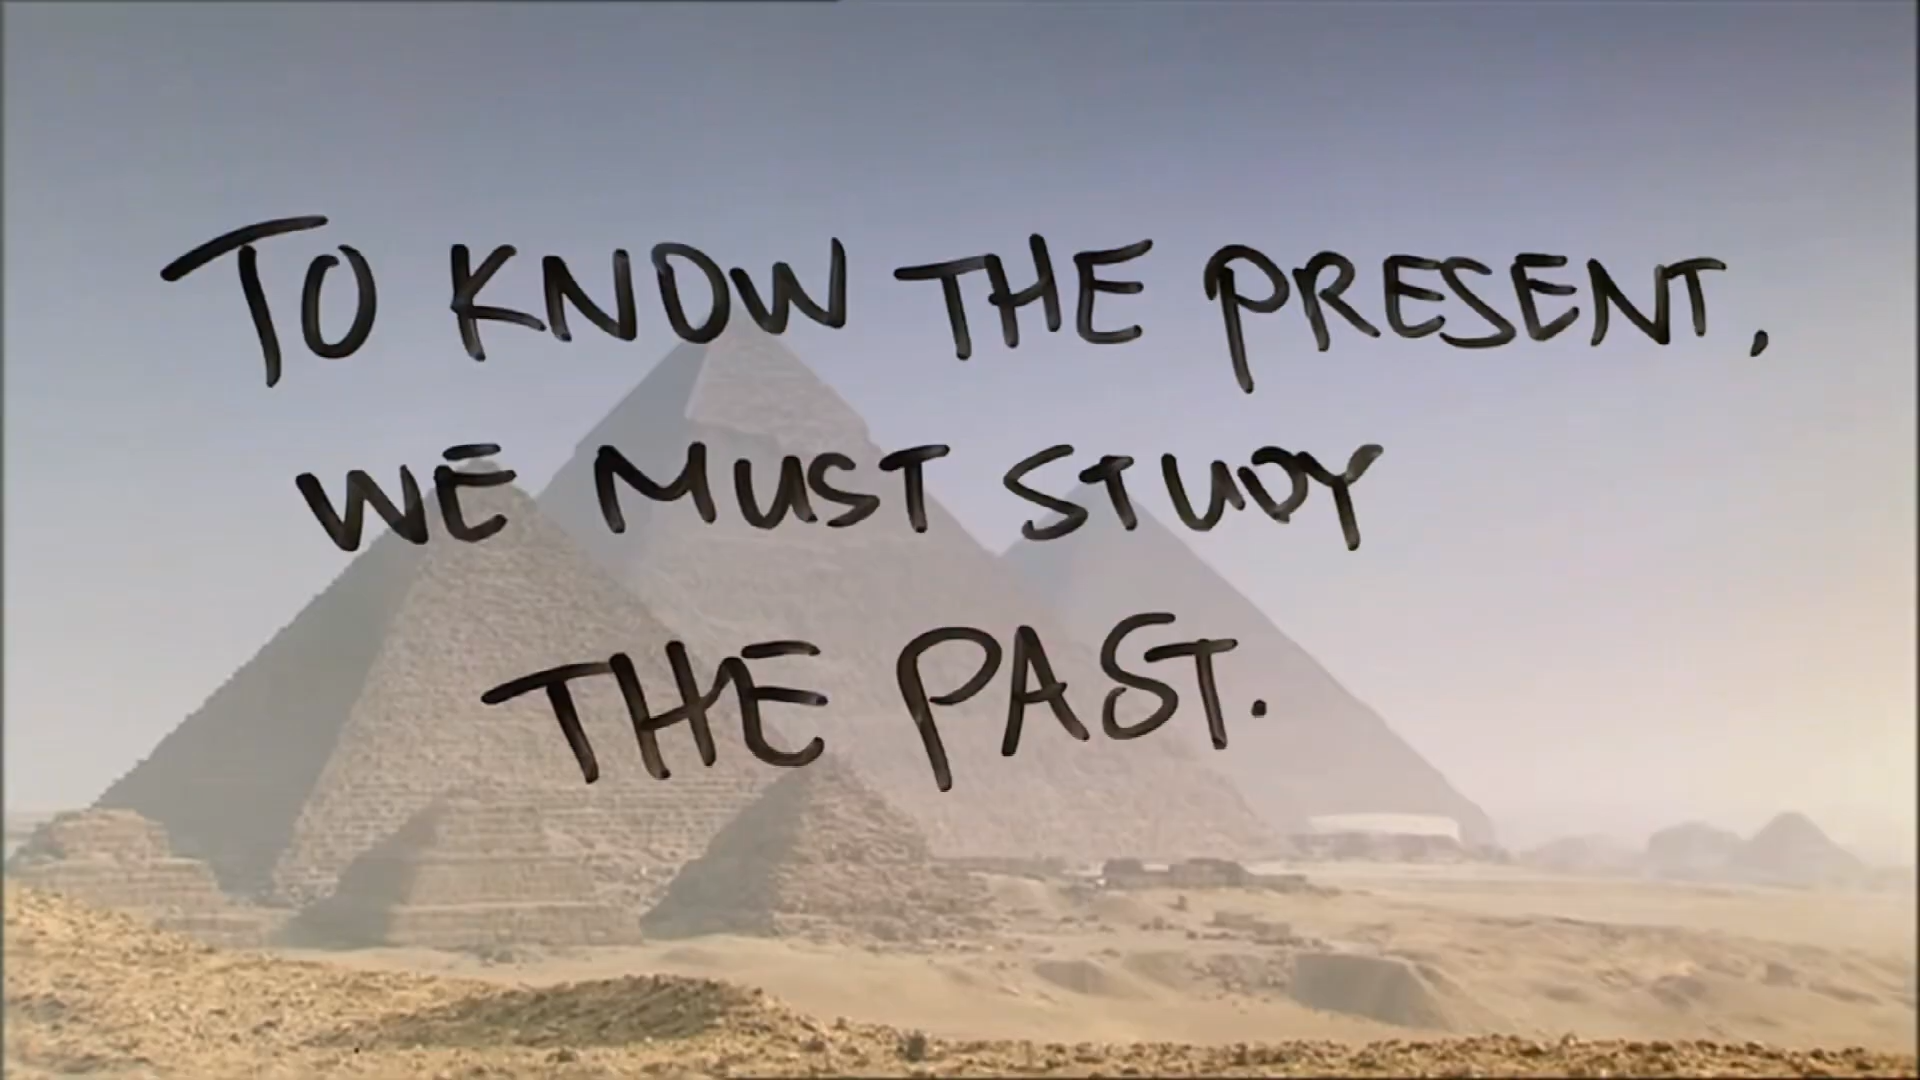 TO KNOW THE PRESENT,
WE MUST STUDY
THE PAST.